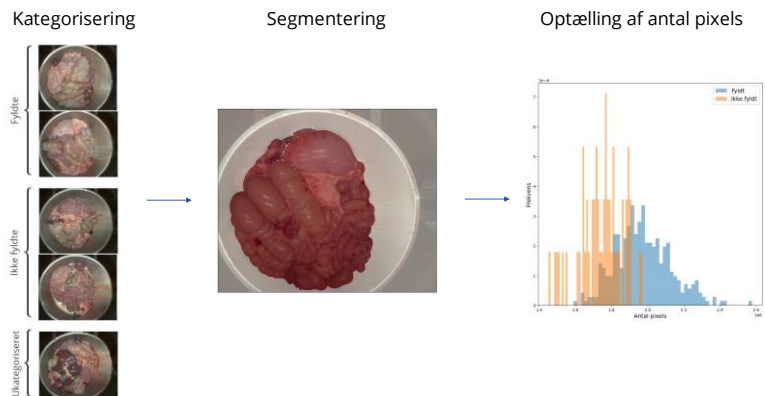 Kategorisering
Segmentering
Optælling af antal pixels
Fyldte
Ikke fyldte
Ukategoriseret
Fyldt
Ikke fyldt
Frekvens
Antal pixels